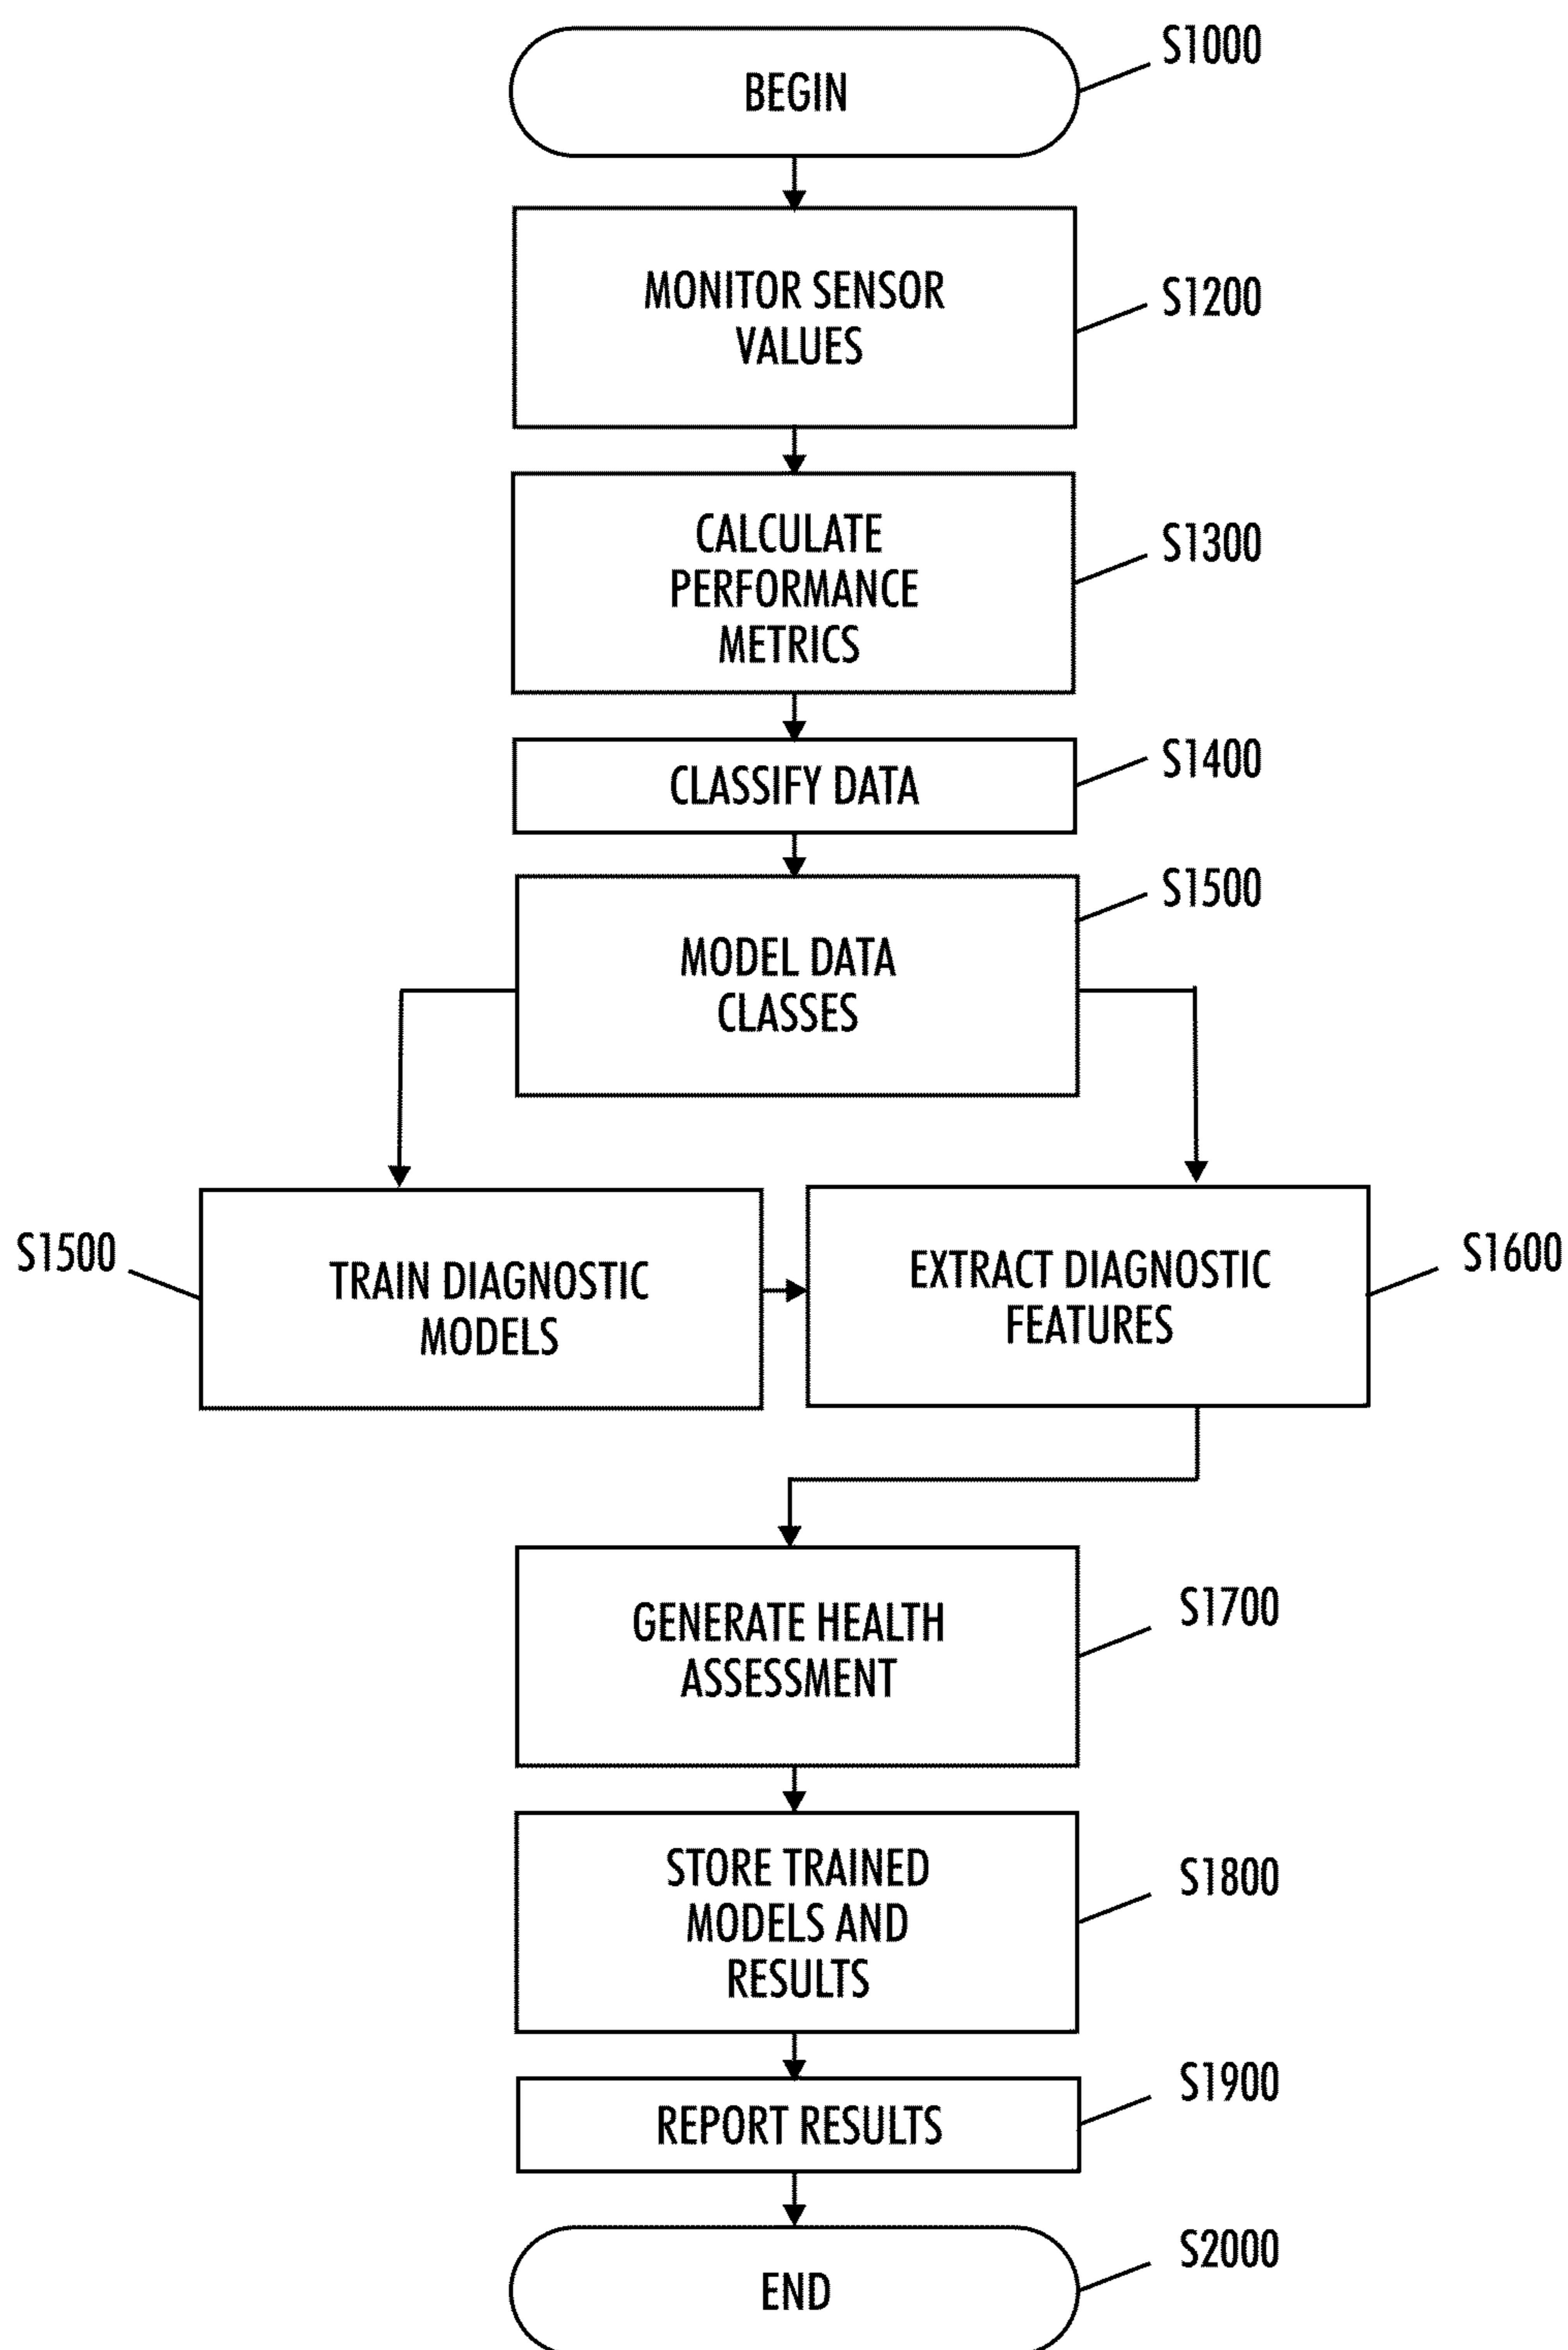 BEGIN
S1000
MONITOR SENSOR
VALUES
S1200
CALCULATE
PERFORMANCE
METRICS
S1300
CLASSIFY DATA
S1400
MODEL DATA
CLASSES
S1500
S1500
TRAIN DIAGNOSTIC
MODELS
EXTRACT DIAGNOSTIC
FEATURES
S1600
GENERATE HEALTH
ASSESSMENT
S1700
STORE TRAINED
MODELS AND
RESULTS
S1800
REPORT RESULTS
S1900
END
S2000